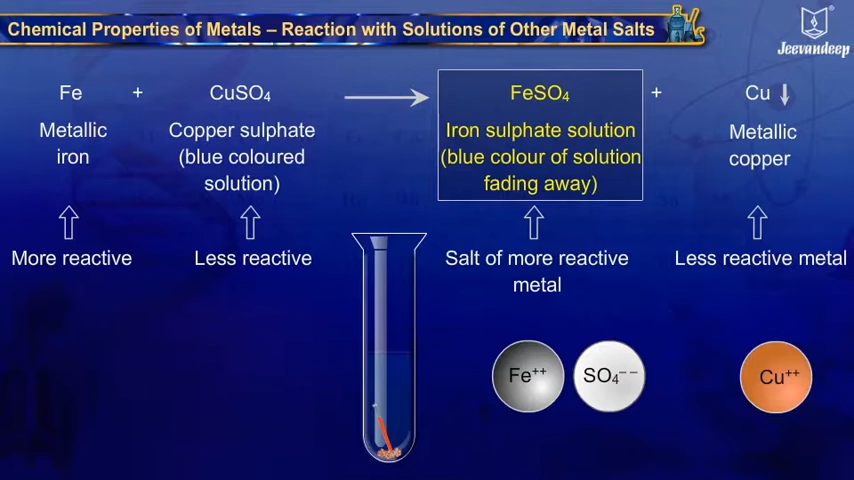 Chemical Properties of Metals – Reaction with Solutions of Other Metal Salts
Jeevandeep
Fe + CuSO₄ → FeSO₄ + Cu ↓
Metallic
iron
Copper sulphate
(blue coloured
solution)
Iron sulphate solution
(blue colour of solution
fading away)
Metallic
copper
More reactive
Less reactive
Salt of more reactive
metal
Less reactive metal
Fe⁺⁺
SO₄⁻⁻
Cu⁺⁺